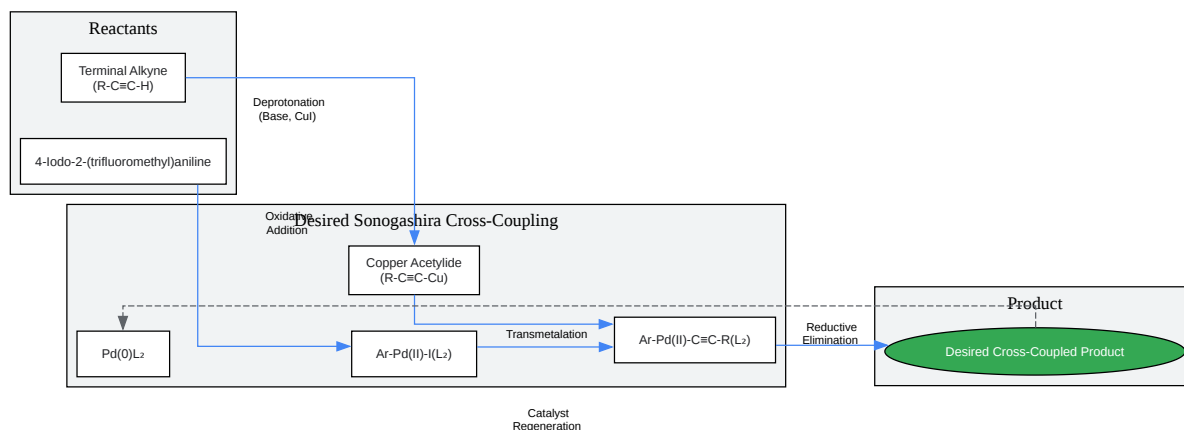 Reactants
Terminal Alkyne
(R-C≡C-H)
Deprotonation
(Base, CuI)
4-Iodo-2-(trifluoromethyl)aniline
Oxidative
Addition
Desired Sonogashira Cross-Coupling
Copper Acetylide
(R-C≡C-Cu)
Product
Pd(0)L₂
Ar-Pd(II)-I(L₂)
Transmetalation
Ar-Pd(II)-C≡C-R(L₂)
Reductive
Elimination
Desired Cross-Coupled Product
Catalyst
Regeneration